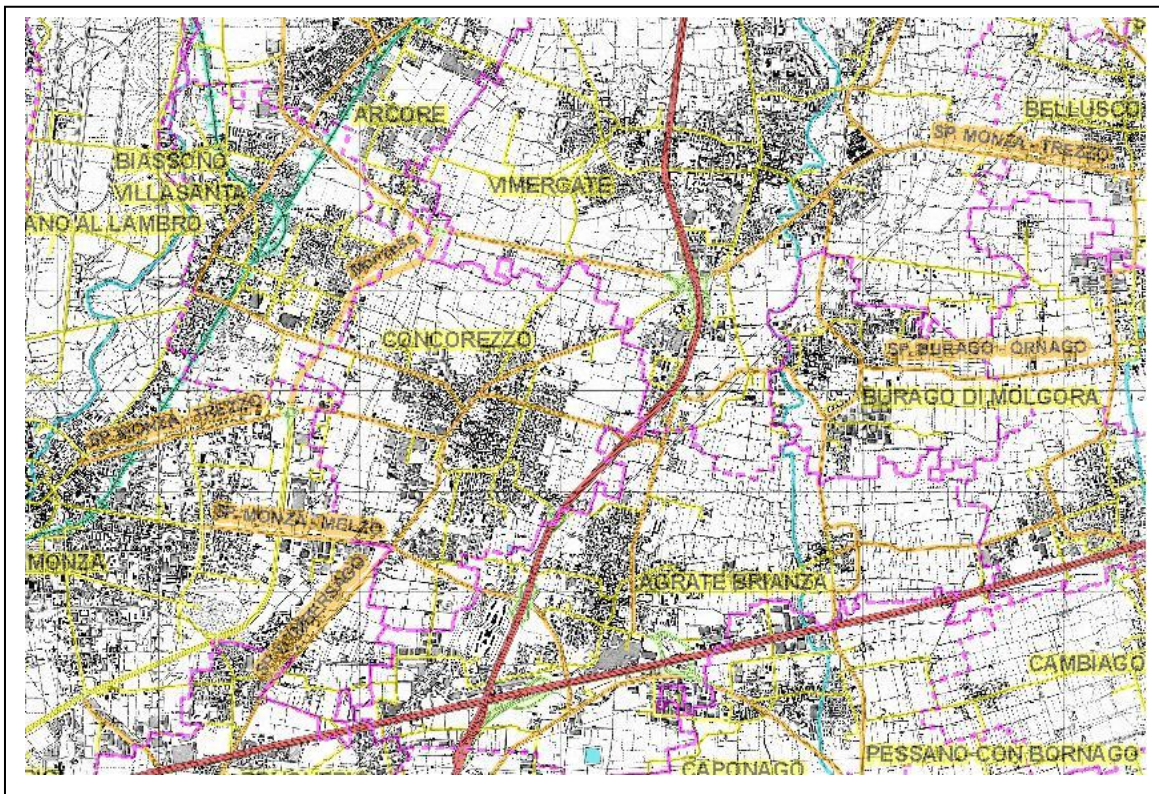 ARCORE
BELLUSCO
SP. MONZA - TREZZO
BIASSONO
VIMERCATE
VILLASANTA
ANO AL LAMBRO
CONCOREZZO
SP. BURAGO - ORNAGO
BURAGO DI MOLGORA
SP. MONZA - TREZZO
SP. MONZA - MELZO
MONZA
AGRATE BRIANZA
CAMBIAGO
PESSANO CON BORNAGO
CAPONAGO